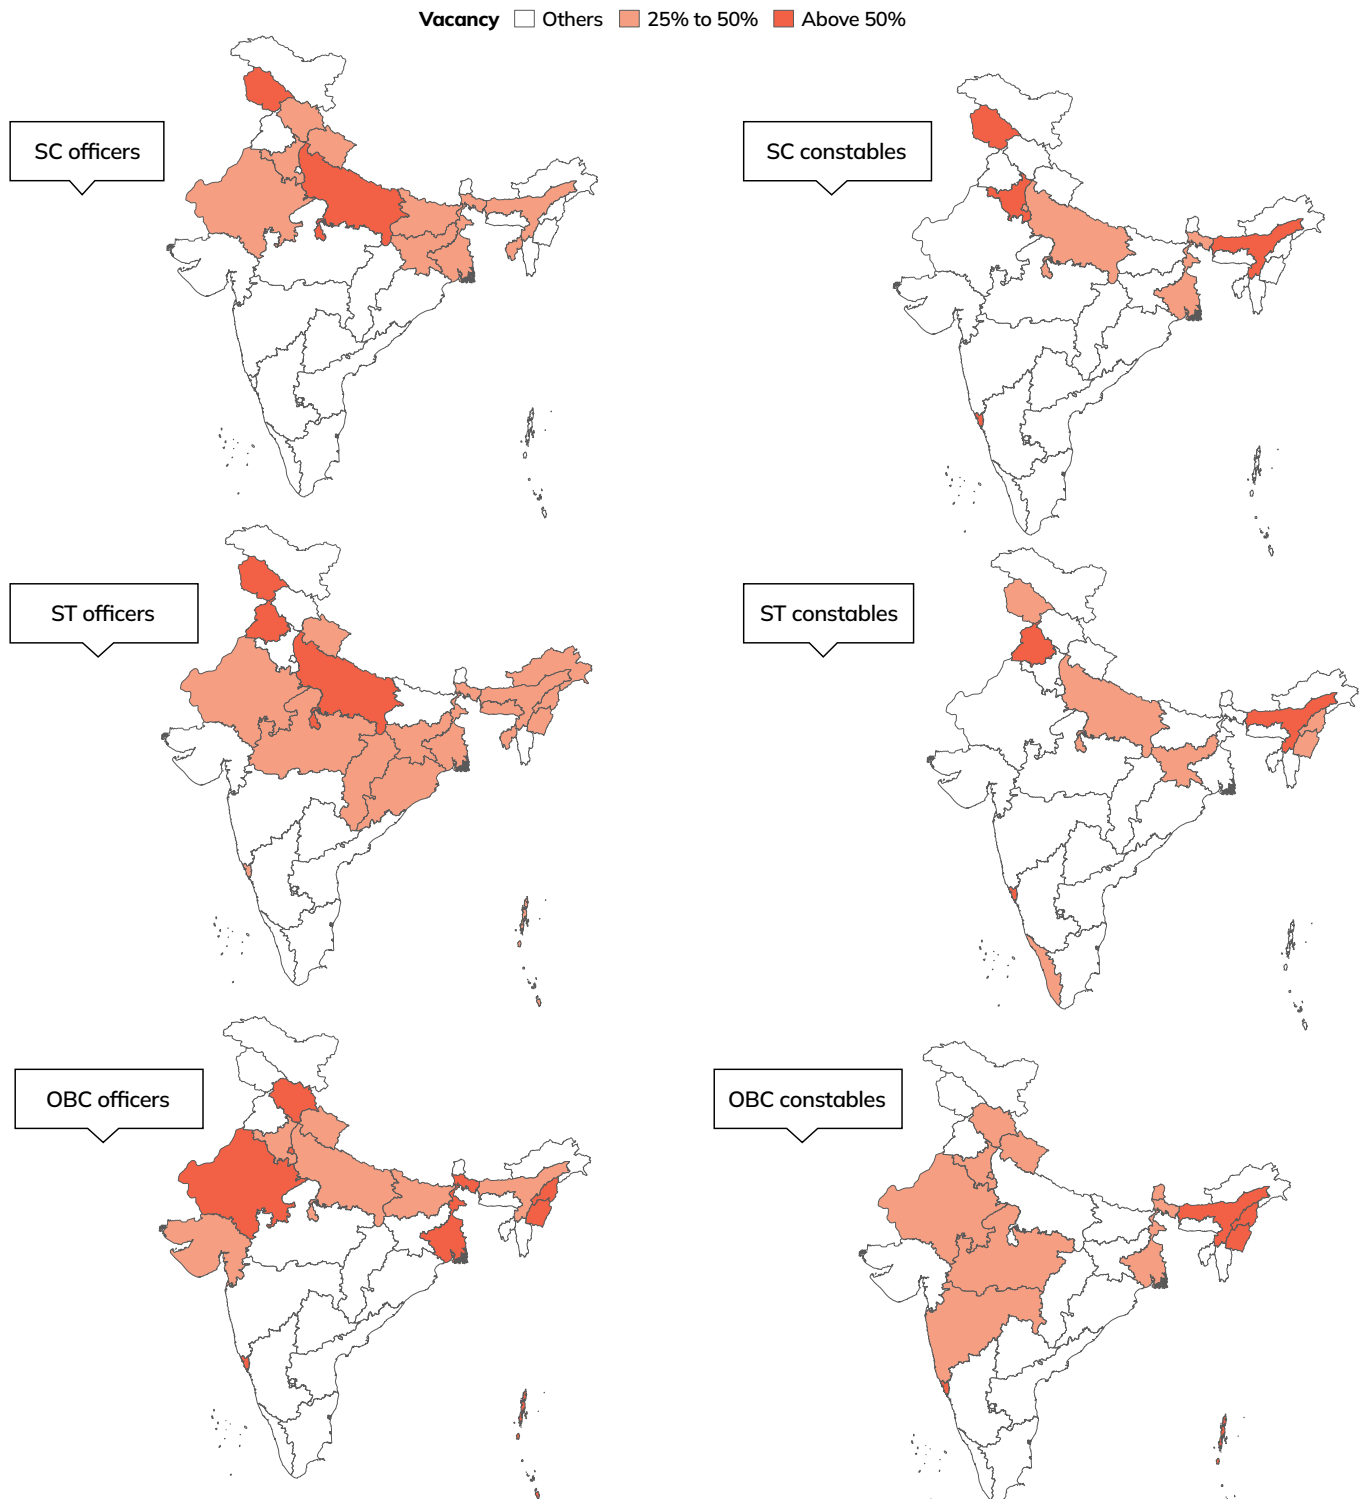 Vacancy Others 25% to 50% Above 50%
SC officers
SC constables
ST officers
ST constables
OBC officers
OBC constables